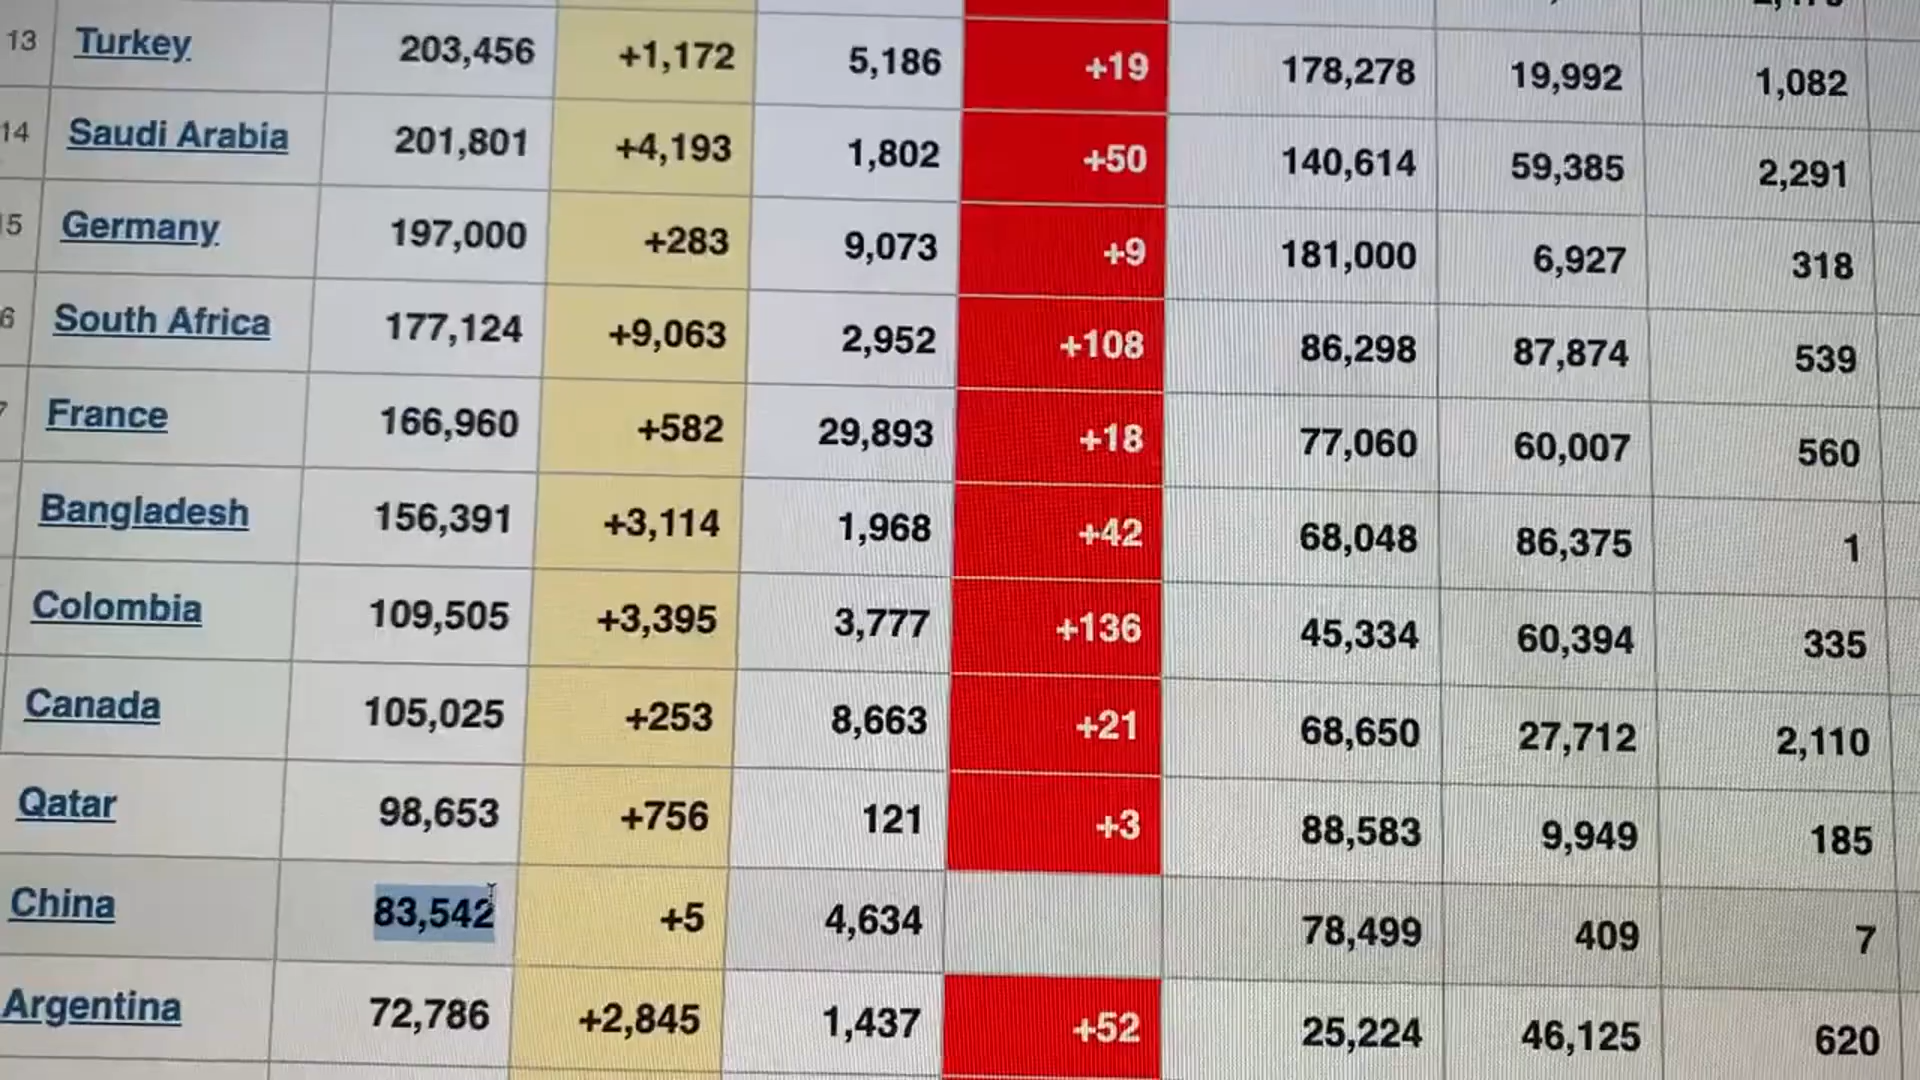 13 Turkey 203,456 +1,172 5,186 +19 178,278 19,992 1,082
14 Saudi Arabia 201,801 +4,193 1,802 +50 140,614 59,385 2,291
5 Germany 197,000 +283 9,073 +9 181,000 6,927 318
6 South Africa 177,124 +9,063 2,952 +108 86,298 87,874 539
7 France 166,960 +582 29,893 +18 77,060 60,007 560
Bangladesh 156,391 +3,114 1,968 +42 68,048 86,375 1
Colombia 109,505 +3,395 3,777 +136 45,334 60,394 335
Canada 105,025 +253 8,663 +21 68,650 27,712 2,110
Qatar 98,653 +756 121 +3 88,583 9,949 185
China 83,542 +5 4,634 78,499 409 7
Argentina 72,786 +2,845 1,437 +52 25,224 46,125 620